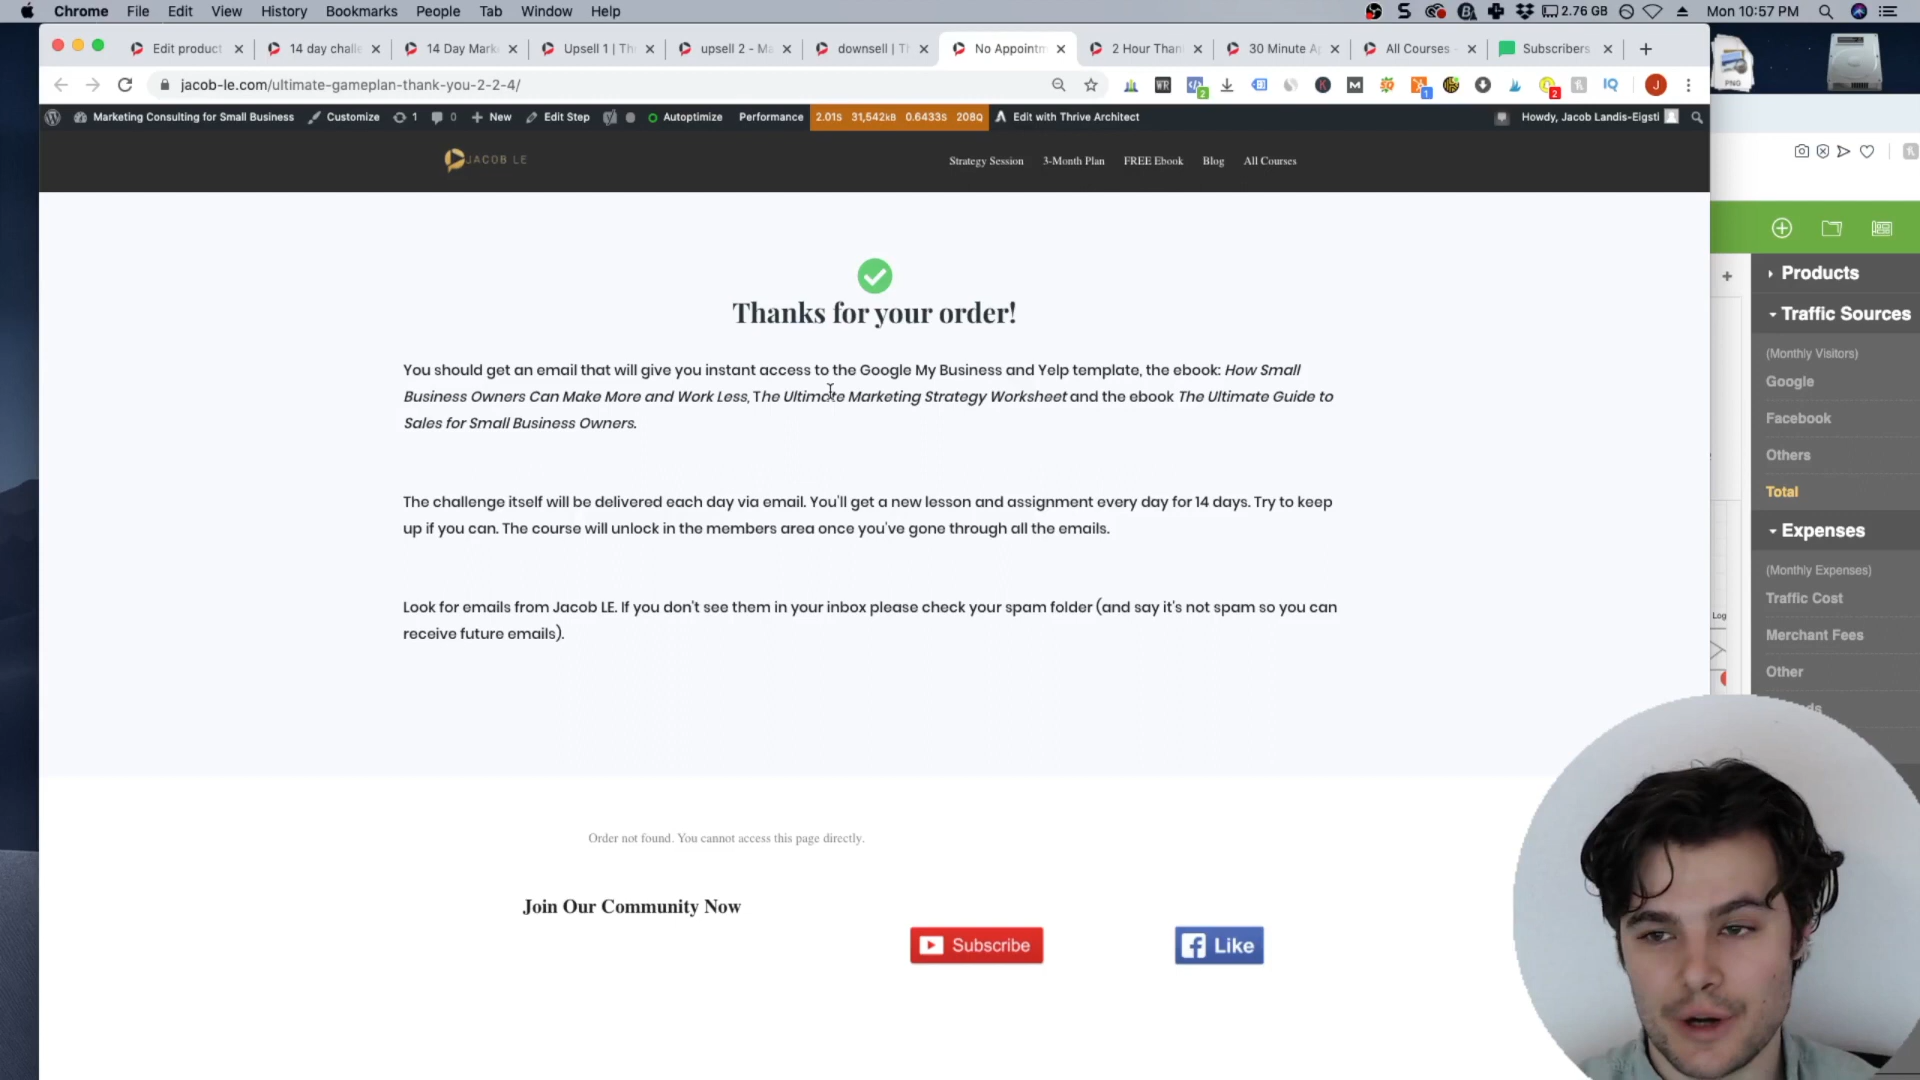 Chrome File Edit View History Bookmarks People Tab Window Help 2.76 GB Mon 10:57 PM
Edit product 14 day challe 14 Day Mark Upsell 1 | Th upsell 2 - Ma downsell | Th No Appointm 2 Hour Than 30 Minute A All Courses Subscribers
jacob-le.com/ultimate-gameplan-thank-you-2-2-4/
Marketing Consulting for Small Business Customize 1 0 New Edit Step Autoptimize Performance 2.01s 31,542kB 0.6433s 208Q Edit with Thrive Architect Howdy, Jacob Landis-Eigsti
JACOB LE Strategy Session 3-Month Plan FREE Ebook Blog All Courses
Thanks for your order!
You should get an email that will give you instant access to the Google My Business and Yelp template, the ebook: How Small
Business Owners Can Make More and Work Less, The Ultimate Marketing Strategy Worksheet and the ebook The Ultimate Guide to
Sales for Small Business Owners.
The challenge itself will be delivered each day via email. You'll get a new lesson and assignment every day for 14 days. Try to keep
up if you can. The course will unlock in the members area once you've gone through all the emails.
Look for emails from Jacob LE. If you don't see them in your inbox please check your spam folder (and say it's not spam so you can
receive future emails).
Order not found. You cannot access this page directly.
Join Our Community Now
Subscribe
Like
PNG
Products
Traffic Sources
(Monthly Visitors)
Google
Facebook
Others
Total
Expenses
(Monthly Expenses)
Traffic Cost
Merchant Fees
Other
Log